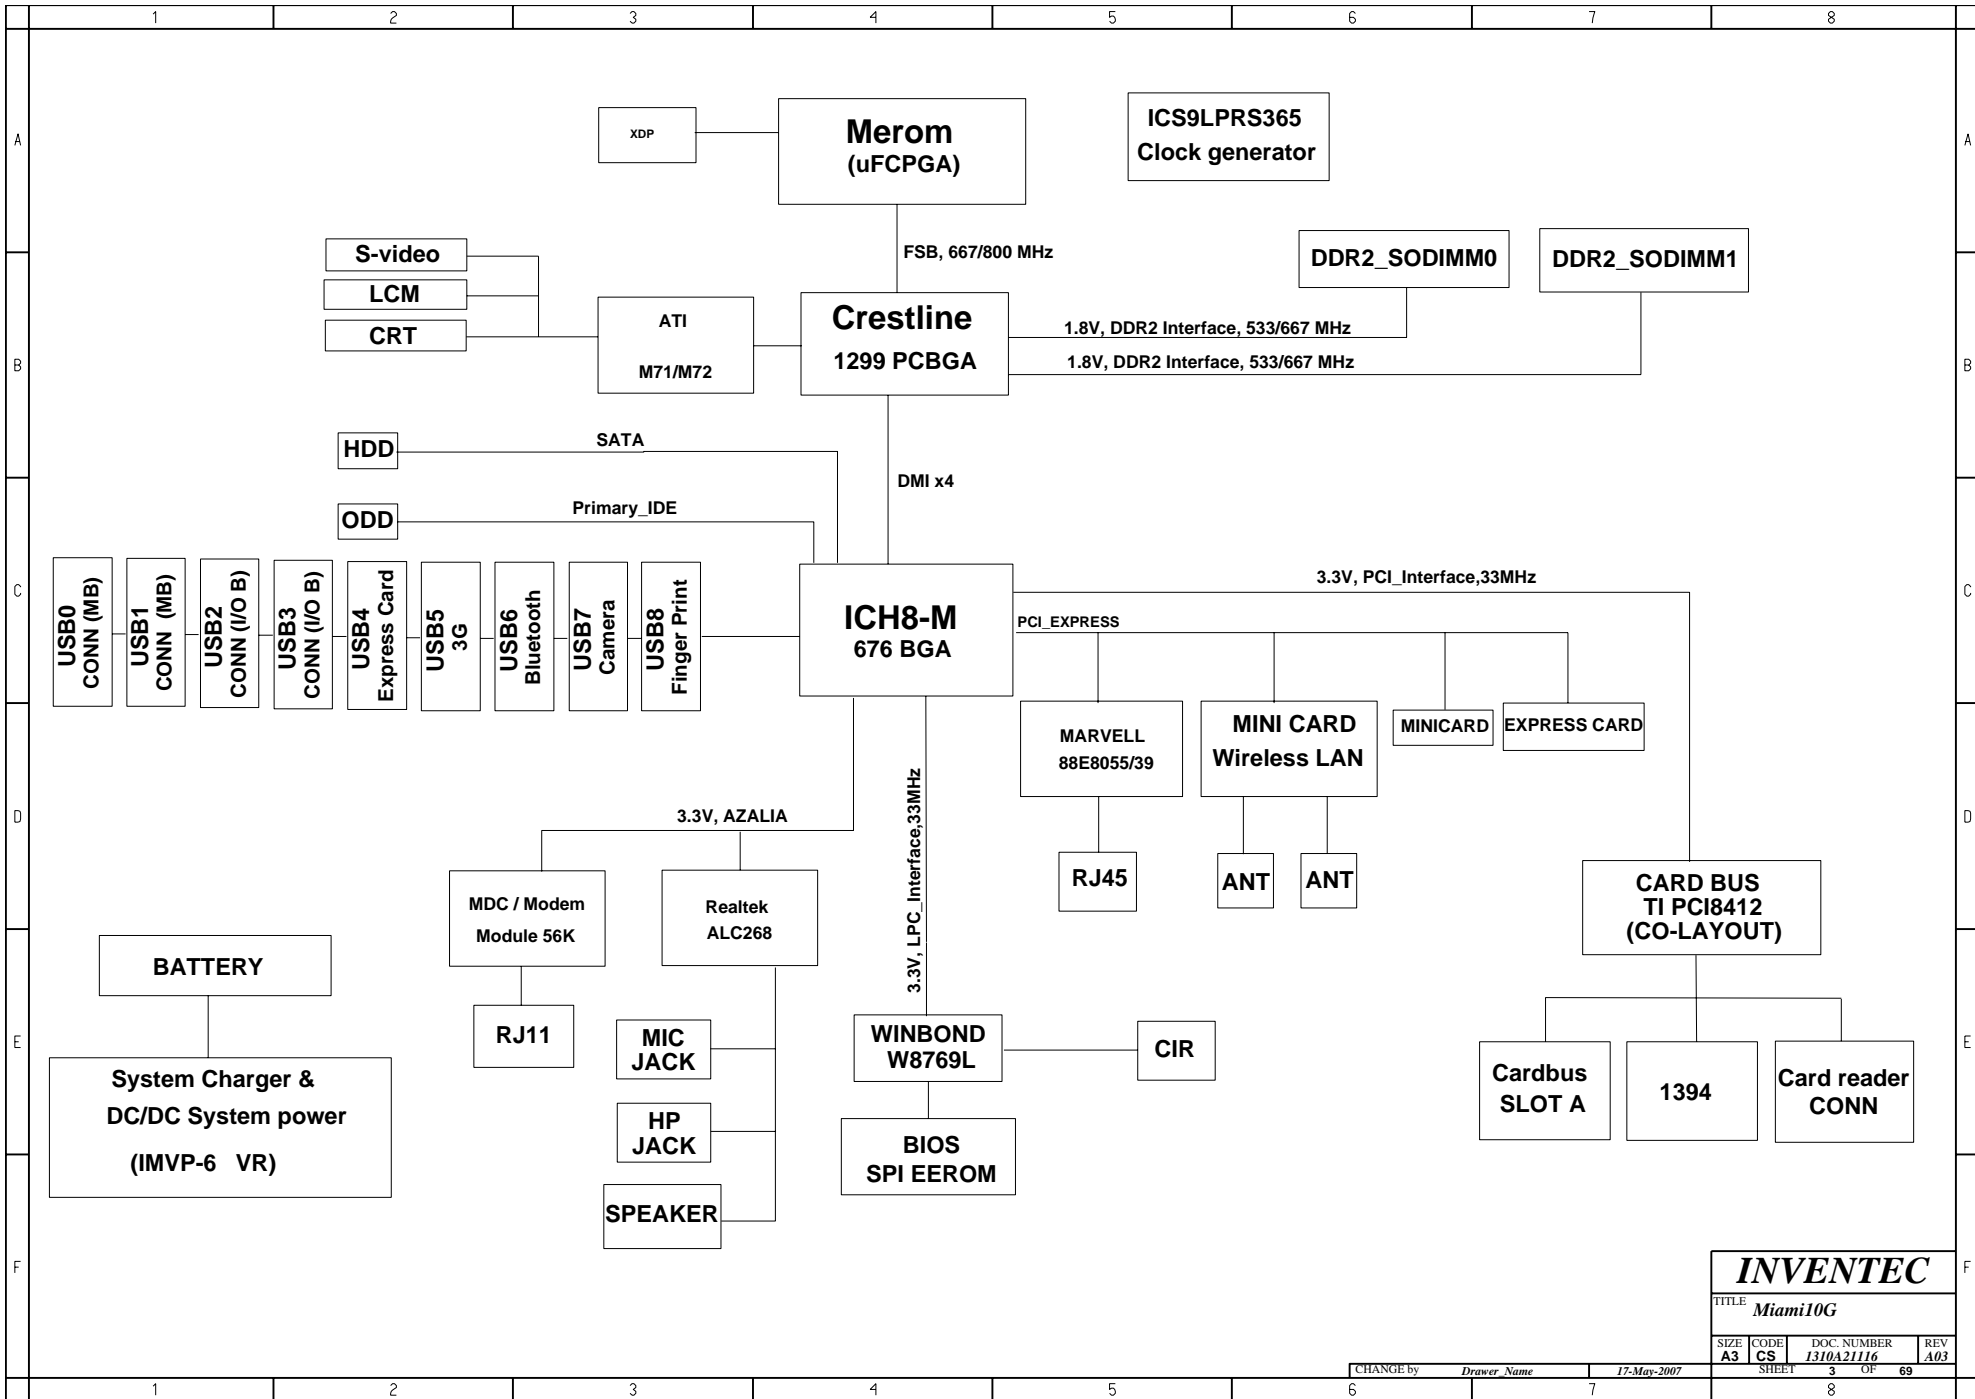 1 2 3 4 5 6 7 8
A A
B B
C C
D D
E E
F F
XDP
Merom
(uFCPGA)
ICS9LPRS365
Clock generator
FSB, 667/800 MHz
S-video
LCM
CRT
ATI
M71/M72
Crestline
1299 PCBGA
DDR2_SODIMM0
DDR2_SODIMM1
1.8V, DDR2 Interface, 533/667 MHz
1.8V, DDR2 Interface, 533/667 MHz
HDD
SATA
DMI x4
ODD
Primary_IDE
USB0
CONN (MB)
USB1
CONN (MB)
USB2
CONN (I/O B)
USB3
CONN (I/O B)
USB4
Express Card
USB5
3G
USB6
Bluetooth
USB7
Camera
USB8
Finger Print
ICH8-M
676 BGA
3.3V, PCI_Interface,33MHz
PCI_EXPRESS
MARVELL
88E8055/39
MINI CARD
Wireless LAN
MINICARD
EXPRESS CARD
3.3V, AZALIA
3.3V, LPC_Interface,33MHz
RJ45
ANT
ANT
CARD BUS
TI PCI8412
(CO-LAYOUT)
MDC / Modem
Module 56K
Realtek
ALC268
BATTERY
RJ11
MIC
JACK
WINBOND
W8769L
CIR
System Charger &
DC/DC System power
(IMVP-6 VR)
HP
JACK
BIOS
SPI EEROM
SPEAKER
Cardbus
SLOT A
1394
Card reader
CONN
INVENTEC
TITLE
Miami10G
SIZE CODE DOC. NUMBER REV
A3 CS 1310A21116 A03
CHANGE by Drawer_Name 17-May-2007 SHEET 3 OF 69
1 2 3 4 5 6 7 8